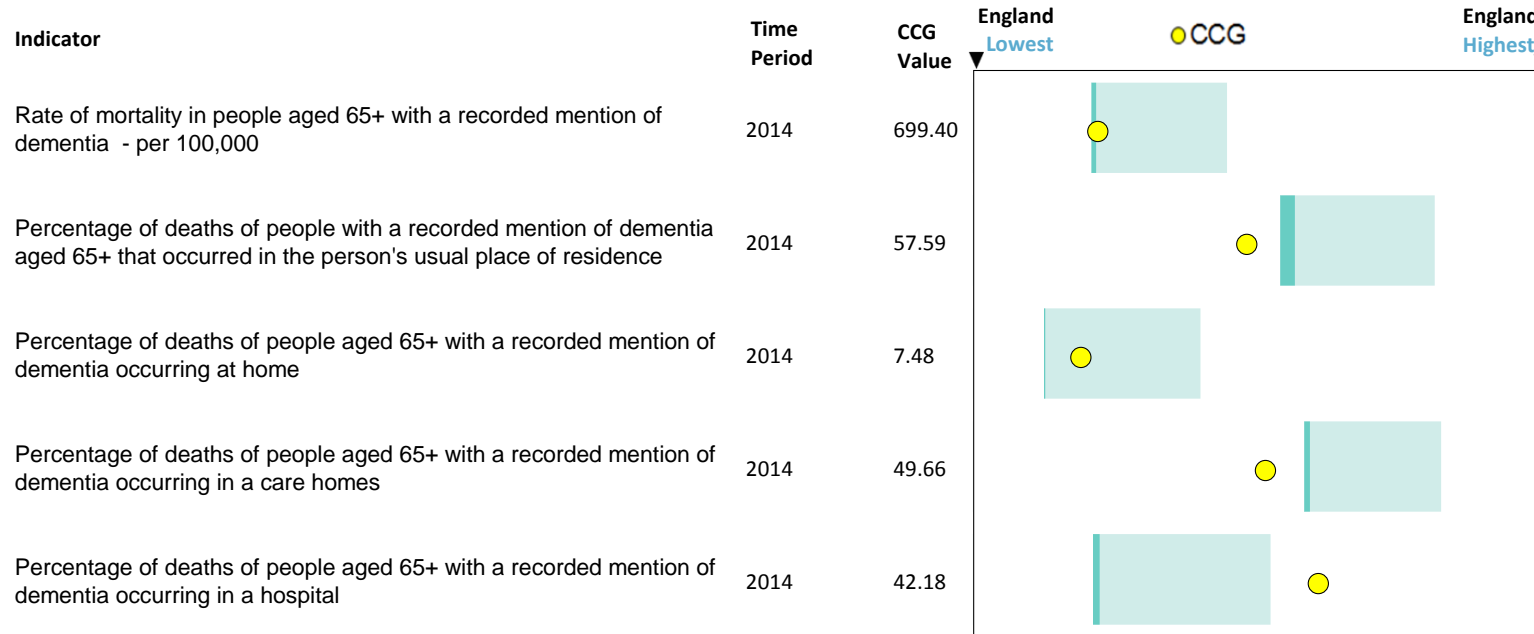 Indicator
Time
Period
CCG
Value
England
Lowest
CCG
England
Highest
Rate of mortality in people aged 65+ with a recorded mention of
dementia - per 100,000
2014
699.40
Percentage of deaths of people with a recorded mention of dementia
aged 65+ that occurred in the person's usual place of residence
2014
57.59
Percentage of deaths of people aged 65+ with a recorded mention of
dementia occurring at home
2014
7.48
Percentage of deaths of people aged 65+ with a recorded mention of
dementia occurring in a care homes
2014
49.66
Percentage of deaths of people aged 65+ with a recorded mention of
dementia occurring in a hospital
2014
42.18